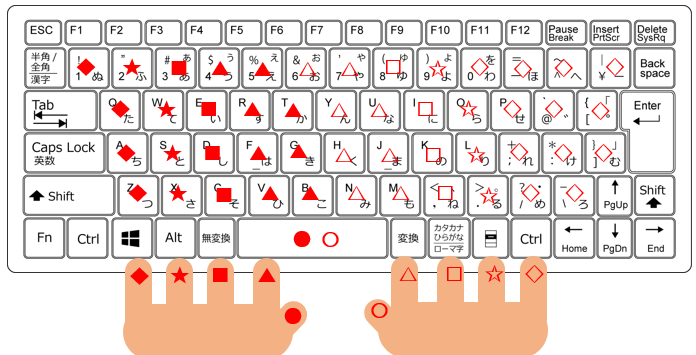 ESC F1 F2 F3 F4 F5 F6 F7 F8 F9 F10 F11 F12 Pause Break Insert PrtScr Delete SysRq
半角/ 全角 漢字 ! 1 ぬ " 2 ふ # 3 ぁ あ $ 4 ぅ う % 5 ぇ え & 6 ぉ お ' 7 ゃ や ( 8 ゅ ゆ ) 9 ょ よ 0 を わ = - ほ ~ ^ へ | ¥ ー Back space
Tab Q た W て E い R す T か Y ん U な I に O ら P せ ` @ ゛ { [ 「 ゜ Enter
Caps Lock 英数 A ち S と D し F _ は G き H く J _ ま K の L り + ; れ * : け } ] 」 む
Shift Z つ X さ C そ V ひ B こ N み M も < , 、 ね > . 。 る ? / ・ め \ ろ PgUp Shift
Fn Ctrl Alt 無変換 変換 カタカナ ひらがな ローマ字 Ctrl Home PgDn End